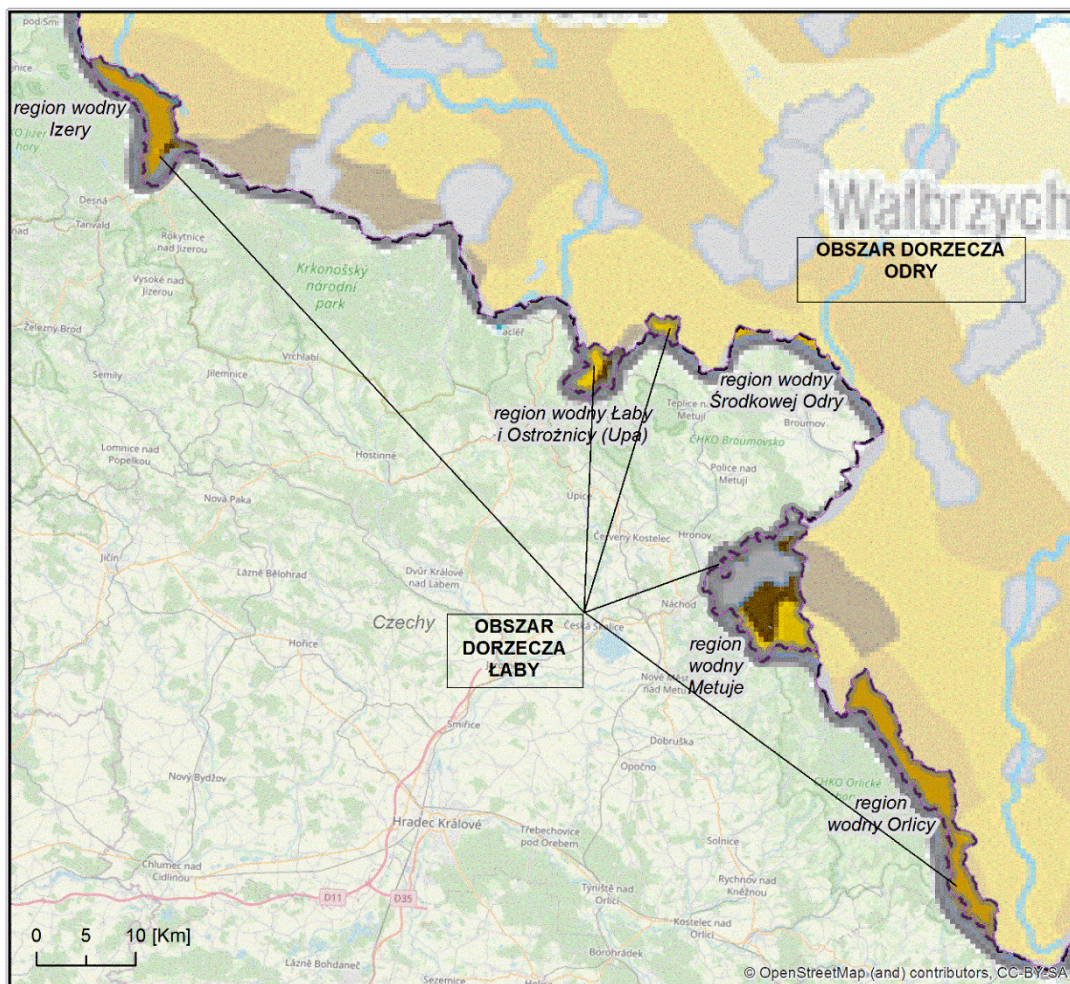 pod Smr
region wodny
Izery
hory
Desná
Tanvald
Rokytnice
nad Jizerou
Vysoké nad
Jizerou
Krkonošský
národní
park
Železný Brod
Vrchlabí
Semily
Jilemnice
Wałbrzych
OBSZAR DORZECZA
ODRY
region wodny
Środkowej Odry
Teplice nad
Metují
Broumov
CHKO Broumovsko
region wodny Łaby
i Ostrożnicy (Upa)
Lomnice nad
Popelkou
Hostinné
Police nad
Metují
Nová Paka
Úpice
Červený Kostelec
Hronov
Jičín
Lázně Bělohrad
Dvůr Králové
nad Labem
Náchod
Czechy
OBSZAR
DORZECZA
ŁABY
Česká Skalice
Hořice
region
wodny
Metuje
Nové Měst
nad Metují
Smiřice
Dobruška
Nový Bydžov
Opočno
CHKO Orlické
region
wodny Orlicy
Hradec Králové
Třebechovice
pod Orebem
Solnice
Chlumec nad
Cidlinou
Rychnov nad
Kněžnou
D11
D35
Týniště nad
Orlicí
Kostelec nad
Orlicí
0 5 10 [Km]
Borohrádek
Lázně Bohdaneč
Sezemice
© OpenStreetMap (and) contributors, CC-BY-SA